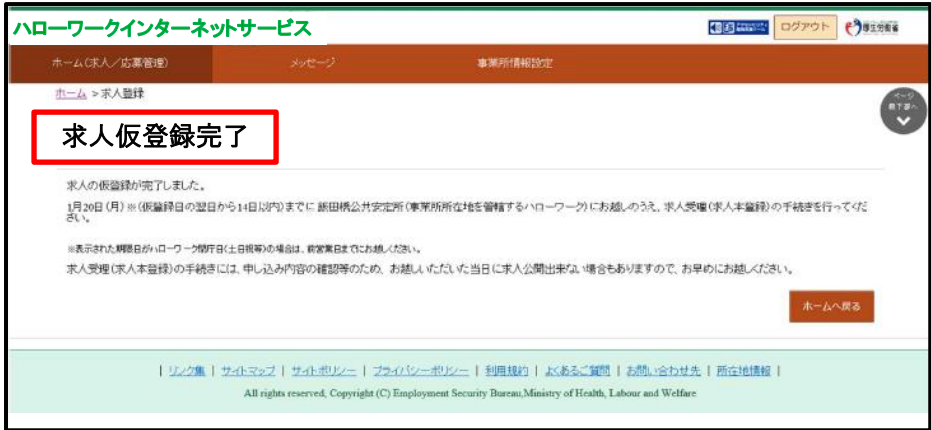 ハローワークインターネットサービス
ログアウト
厚生労働省
ホーム(求人/応募管理)
メッセージ
事業所情報設定
ホーム > 求人登録
ページ
最下部へ
求人仮登録完了
求人の仮登録が完了しました。
1月20日(月)※(仮登録日の翌日から14日以内)までに飯田橋公共安定所(事業所所在地を管轄するハローワーク)にお越しのうえ、求人受理(求人本登録)の手続きを行ってくだ
さい。
※表示された期限日がハローワーク閉庁日(土日祝等)の場合は、前営業日までにお越しください。
求人受理(求人本登録)の手続きには、申し込み内容の確認等のため、お越しいただいた当日に求人公開出来ない場合もありますので、お早めにお越しください。
ホームへ戻る
| リンク集 | サイトマップ | サイトポリシー | プライバシーポリシー | 利用規約 | よくあるご質問 | お問い合わせ先 | 所在地情報 |
All rights reserved, Copyright (C) Employment Security Bureau,Ministry of Health, Labour and Welfare